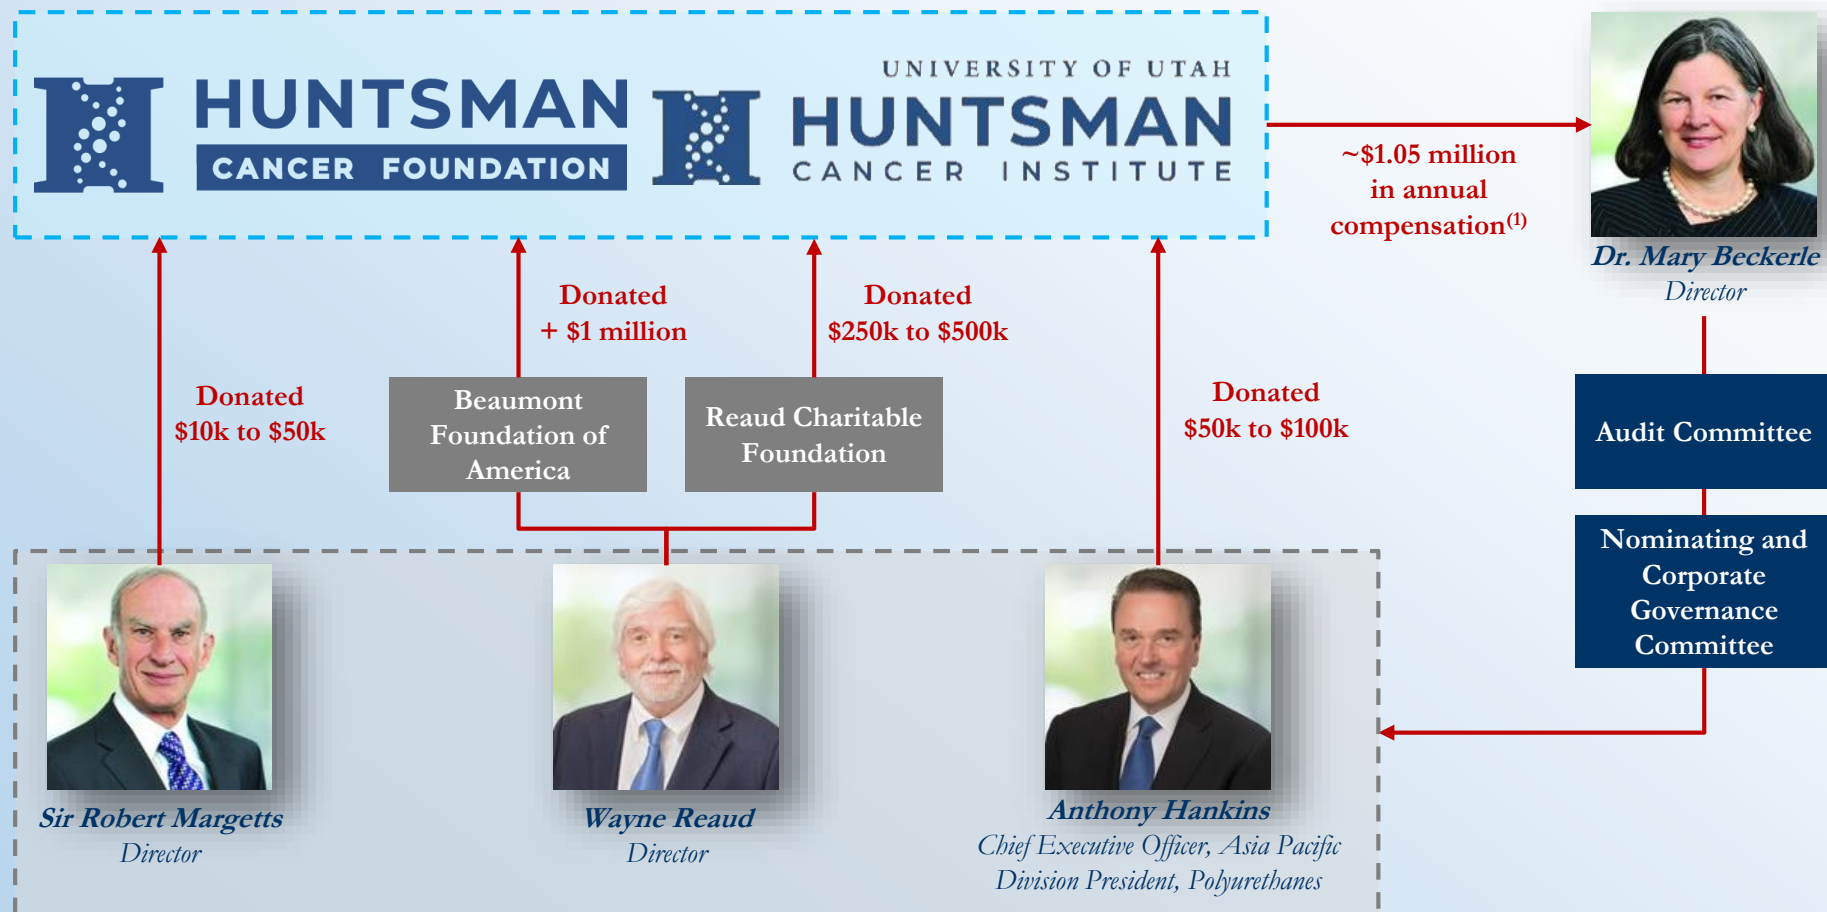 HUNTSMAN
CANCER FOUNDATION
UNIVERSITY OF UTAH
HUNTSMAN
CANCER INSTITUTE
~$1.05 million
in annual
compensation(1)
Dr. Mary Beckerle
Director
Donated
+ $1 million
Donated
$250k to $500k
Donated
$10k to $50k
Beaumont
Foundation of
America
Reaud Charitable
Foundation
Donated
$50k to $100k
Audit Committee
Nominating and
Corporate
Governance
Committee
Sir Robert Margetts
Director
Wayne Reaud
Director
Anthony Hankins
Chief Executive Officer, Asia Pacific
Division President, Polyurethanes